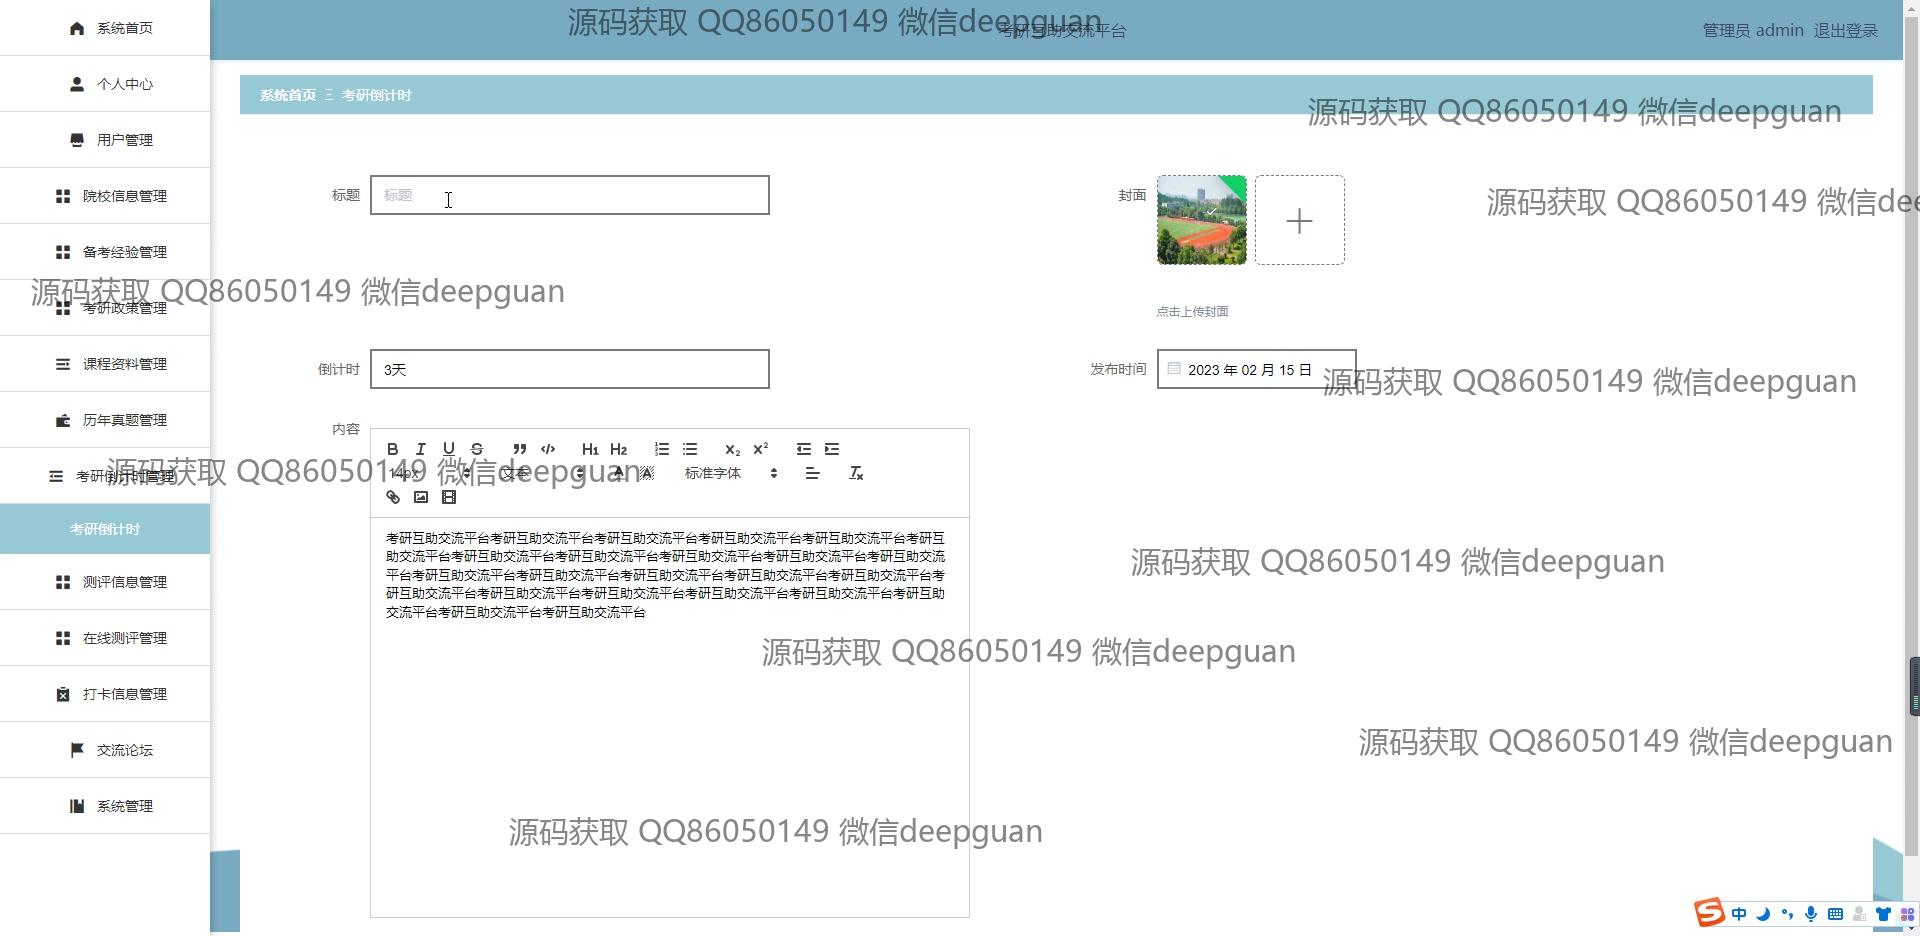 源码获取 QQ86050149 微信deepguan
考研互助交流平台
管理员 admin 退出登录
系统首页
个人中心
用户管理
院校信息管理
备考经验管理
考研政策管理
课程资料管理
历年真题管理
考研倒计时管理
考研倒计时
测评信息管理
在线测评管理
打卡信息管理
交流论坛
系统管理
系统首页 Ξ 考研倒计时
源码获取 QQ86050149 微信deepguan
标题 标题
封面
源码获取 QQ86050149 微信dee
源码获取 QQ86050149 微信deepguan
点击上传封面
倒计时 3天
发布时间 2023 年 02 月 15 日
源码获取 QQ86050149 微信deepguan
内容
B I U S H1 H2 X2 X2
14px 文本 A A 标准字体 Tx
源码获取 QQ86050149 微信deepguan
考研互助交流平台考研互助交流平台考研互助交流平台考研互助交流平台考研互助交流平台考研互
助交流平台考研互助交流平台考研互助交流平台考研互助交流平台考研互助交流平台考研互助交流
平台考研互助交流平台考研互助交流平台考研互助交流平台考研互助交流平台考研互助交流平台考
研互助交流平台考研互助交流平台考研互助交流平台考研互助交流平台考研互助交流平台考研互助
交流平台考研互助交流平台考研互助交流平台
源码获取 QQ86050149 微信deepguan
源码获取 QQ86050149 微信deepguan
源码获取 QQ86050149 微信deepguan
源码获取 QQ86050149 微信deepguan
中